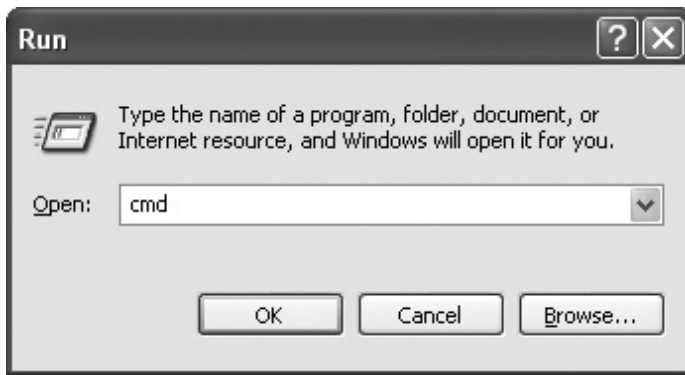 Run
?
X
Type the name of a program, folder, document, or
Internet resource, and Windows will open it for you.
Open: cmd
OK Cancel Browse...